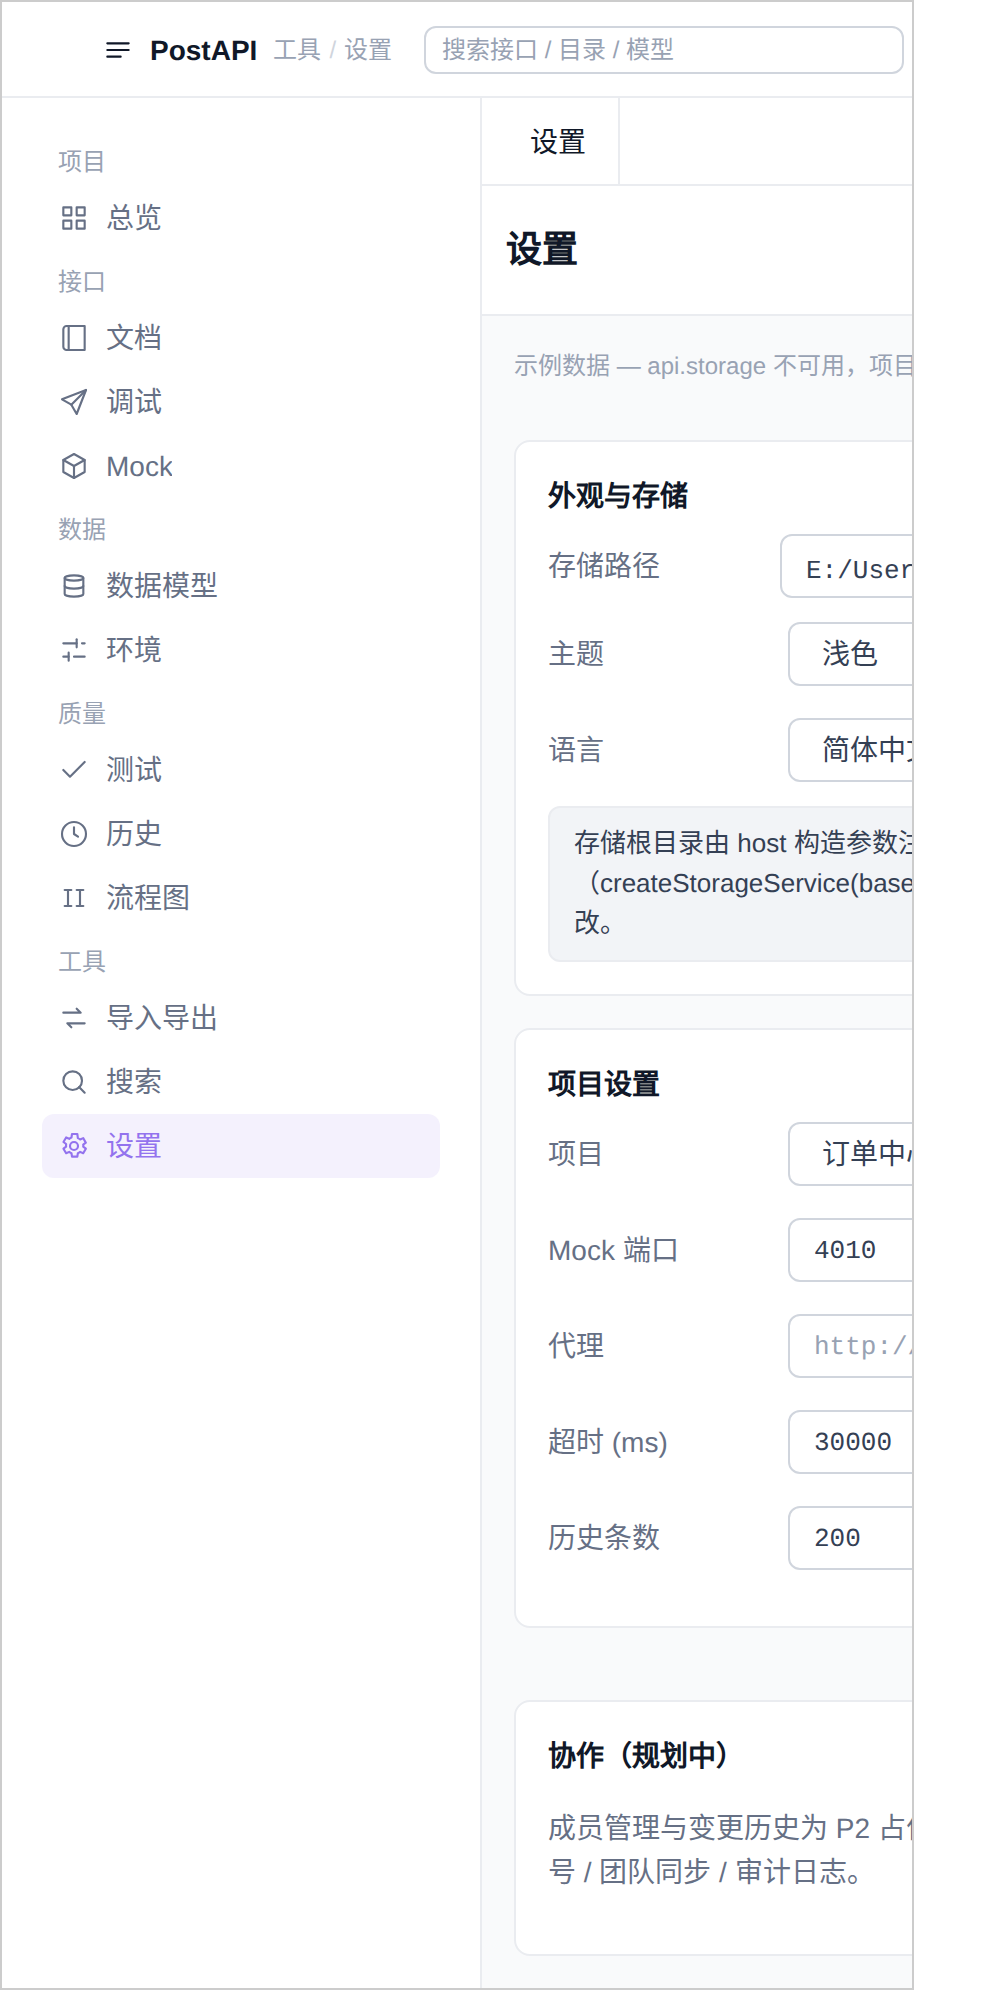 PostAPI 工具 / 设置 搜索接口 / 目录 / 模型
项目
总览
接口
文档
调试
Mock
数据
数据模型
环境
质量
测试
历史
流程图
工具
导入导出
搜索
设置
设置
设置
示例数据 — api.storage 不可用，项目
外观与存储
存储路径 E:/User
主题 浅色
语言 简体中文
存储根目录由 host 构造参数注
（createStorageService(base
改。
项目设置
项目 订单中心
Mock 端口 4010
代理 http:/
超时 (ms) 30000
历史条数 200
协作（规划中）
成员管理与变更历史为 P2 占位
号 / 团队同步 / 审计日志。